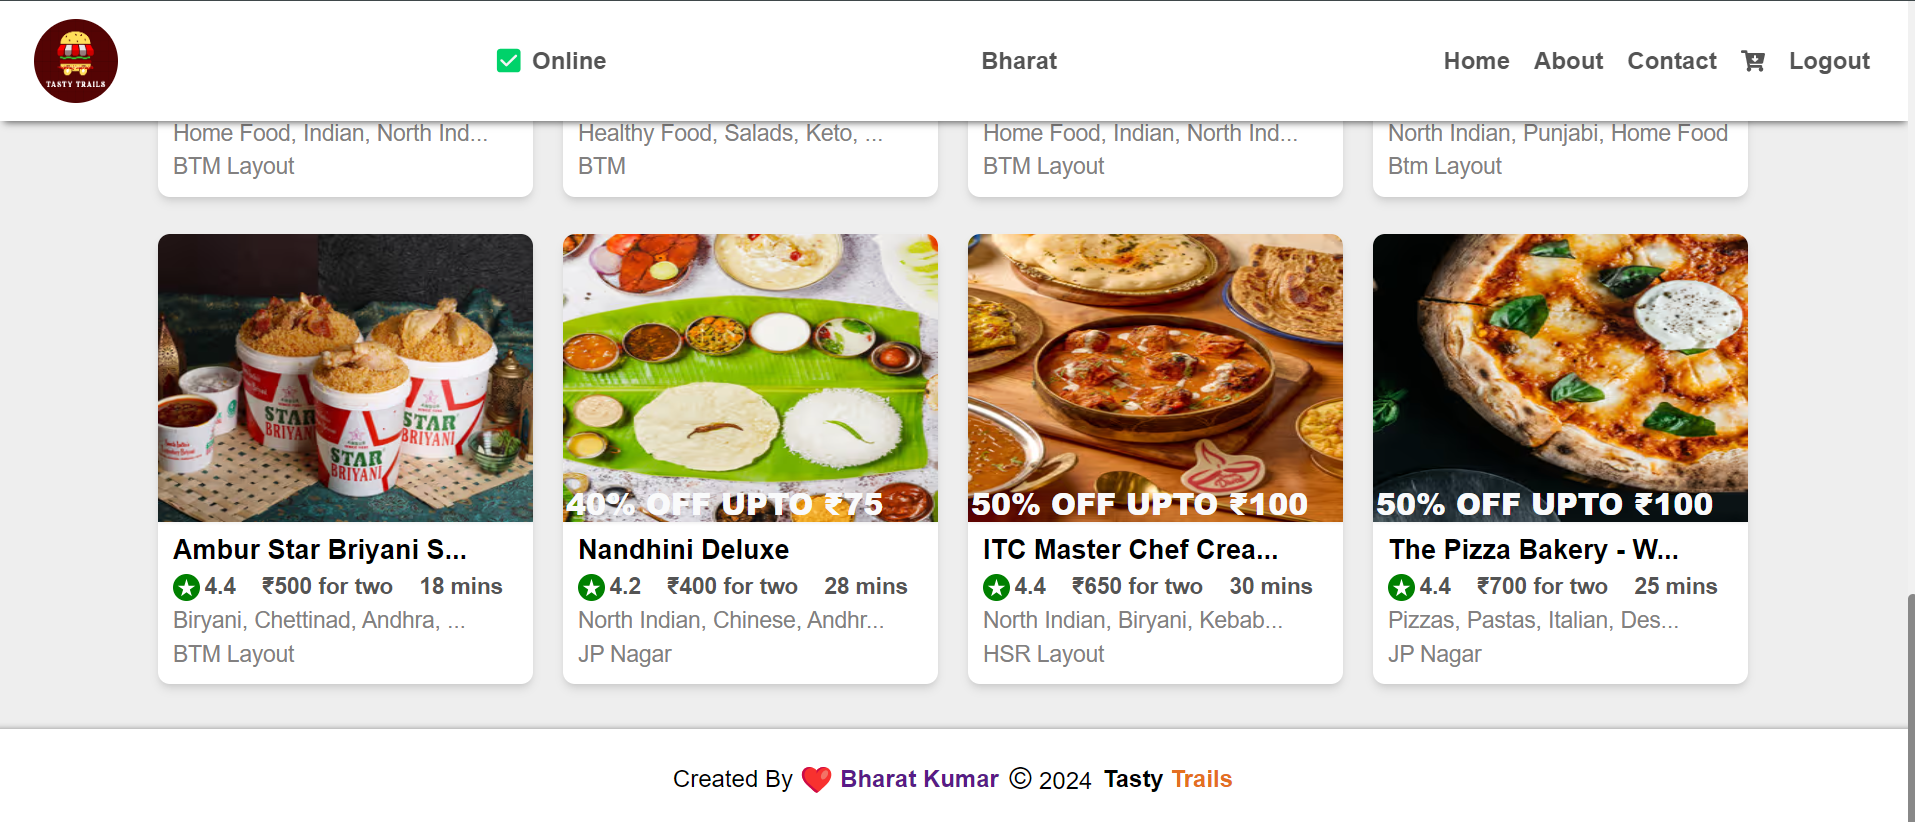 TASTY TRAILS
Online
Bharat
Home
About
Contact
Logout
Home Food, Indian, North Ind...
BTM Layout
Healthy Food, Salads, Keto, ...
BTM
Home Food, Indian, North Ind...
BTM Layout
North Indian, Punjabi, Home Food
Btm Layout
STAR
BRIYANI
STAR
BRIYANI
STAR
BRIYANI
Ambur Star Briyani S...
4.4 ₹500 for two 18 mins
Biryani, Chettinad, Andhra, ...
BTM Layout
40% OFF UPTO ₹75
Nandhini Deluxe
4.2 ₹400 for two 28 mins
North Indian, Chinese, Andhr...
JP Nagar
50% OFF UPTO ₹100
ITC Master Chef Crea...
4.4 ₹650 for two 30 mins
North Indian, Biryani, Kebab...
HSR Layout
50% OFF UPTO ₹100
The Pizza Bakery - W...
4.4 ₹700 for two 25 mins
Pizzas, Pastas, Italian, Des...
JP Nagar
Created By ❤️ Bharat Kumar © 2024 Tasty Trails